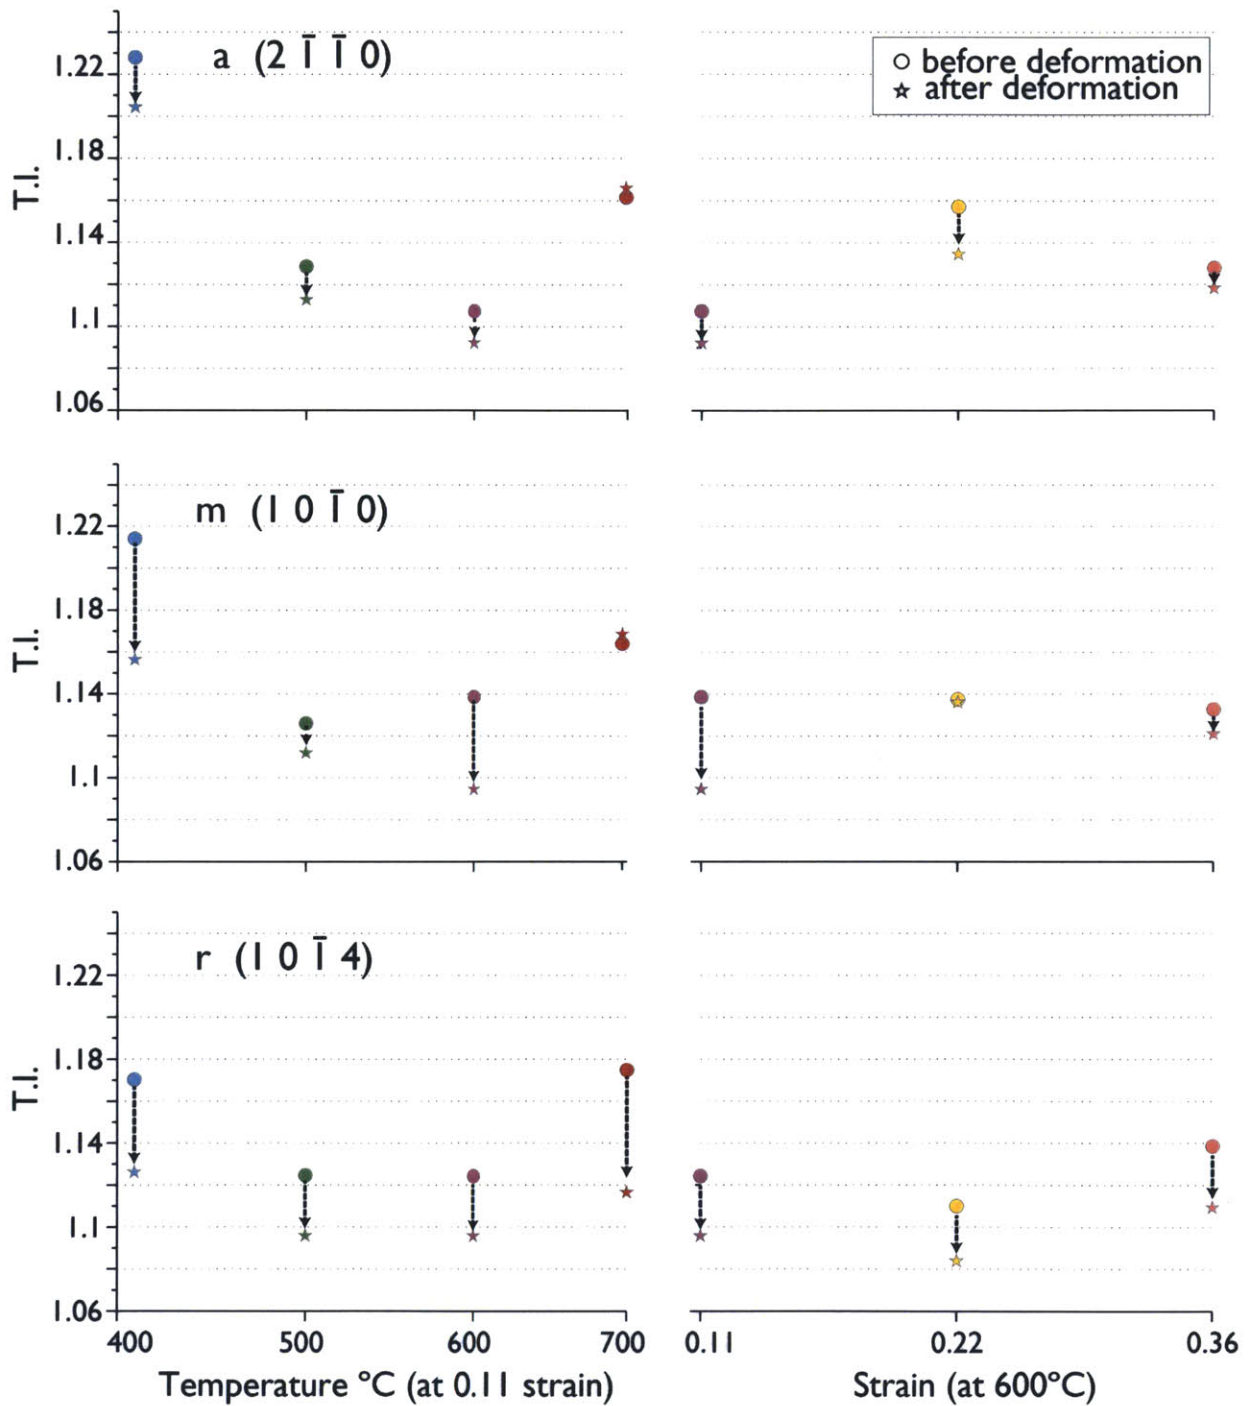 a (2 1̄ 1̄ 0)
○ before deformation
☆ after deformation
1.22
1.18
1.14
1.1
1.06
T.I.
m (1 0 1̄ 0)
1.22
1.18
1.14
1.1
1.06
T.I.
r (1 0 1̄ 4)
1.22
1.18
1.14
1.1
1.06
T.I.
400 500 600 700 0.11 0.22 0.36
Temperature ºC (at 0.11 strain) Strain (at 600ºC)